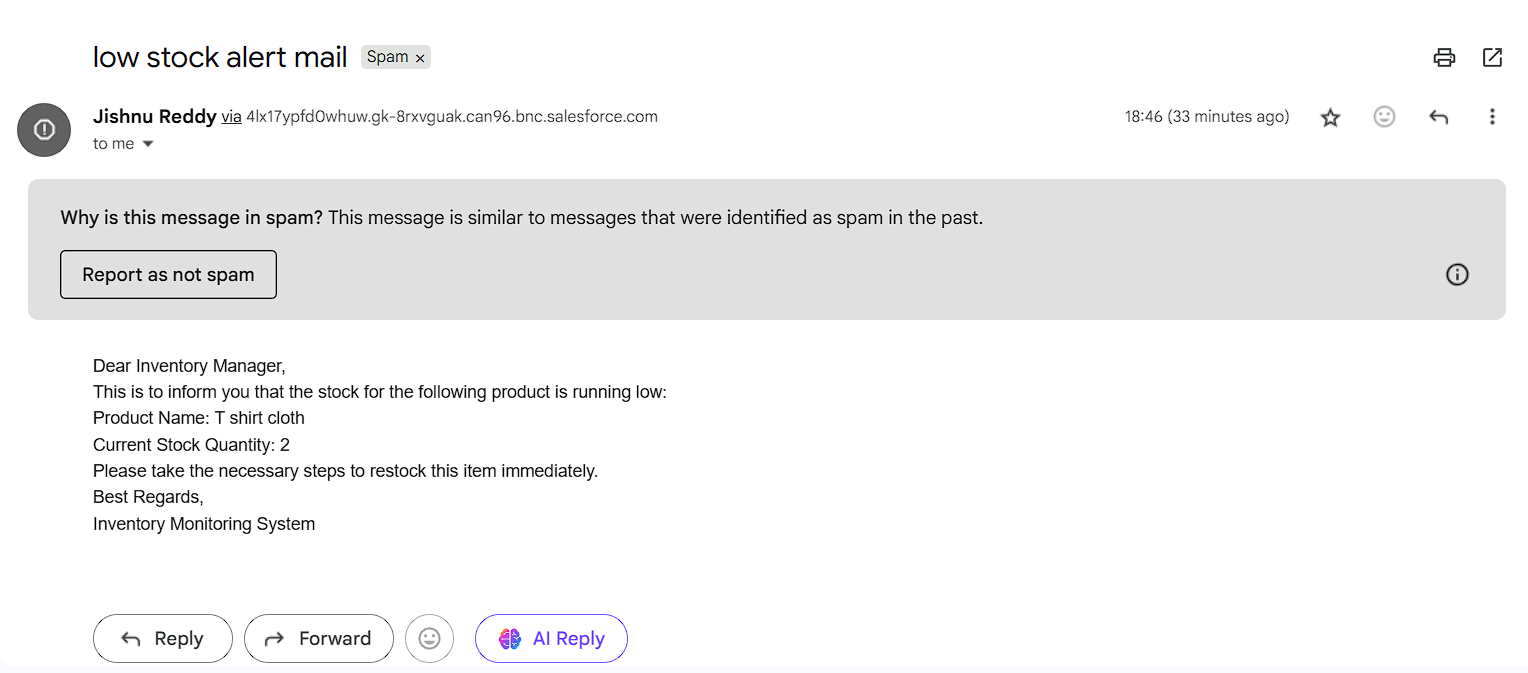 low stock alert mail Spam ×
Jishnu Reddy via 4lx17ypfd0whuw.gk-8rxvguak.can96.bnc.salesforce.com 18:46 (33 minutes ago)
to me
Why is this message in spam? This message is similar to messages that were identified as spam in the past.
Report as not spam
Dear Inventory Manager,
This is to inform you that the stock for the following product is running low:
Product Name: T shirt cloth
Current Stock Quantity: 2
Please take the necessary steps to restock this item immediately.
Best Regards,
Inventory Monitoring System
Reply Forward AI Reply